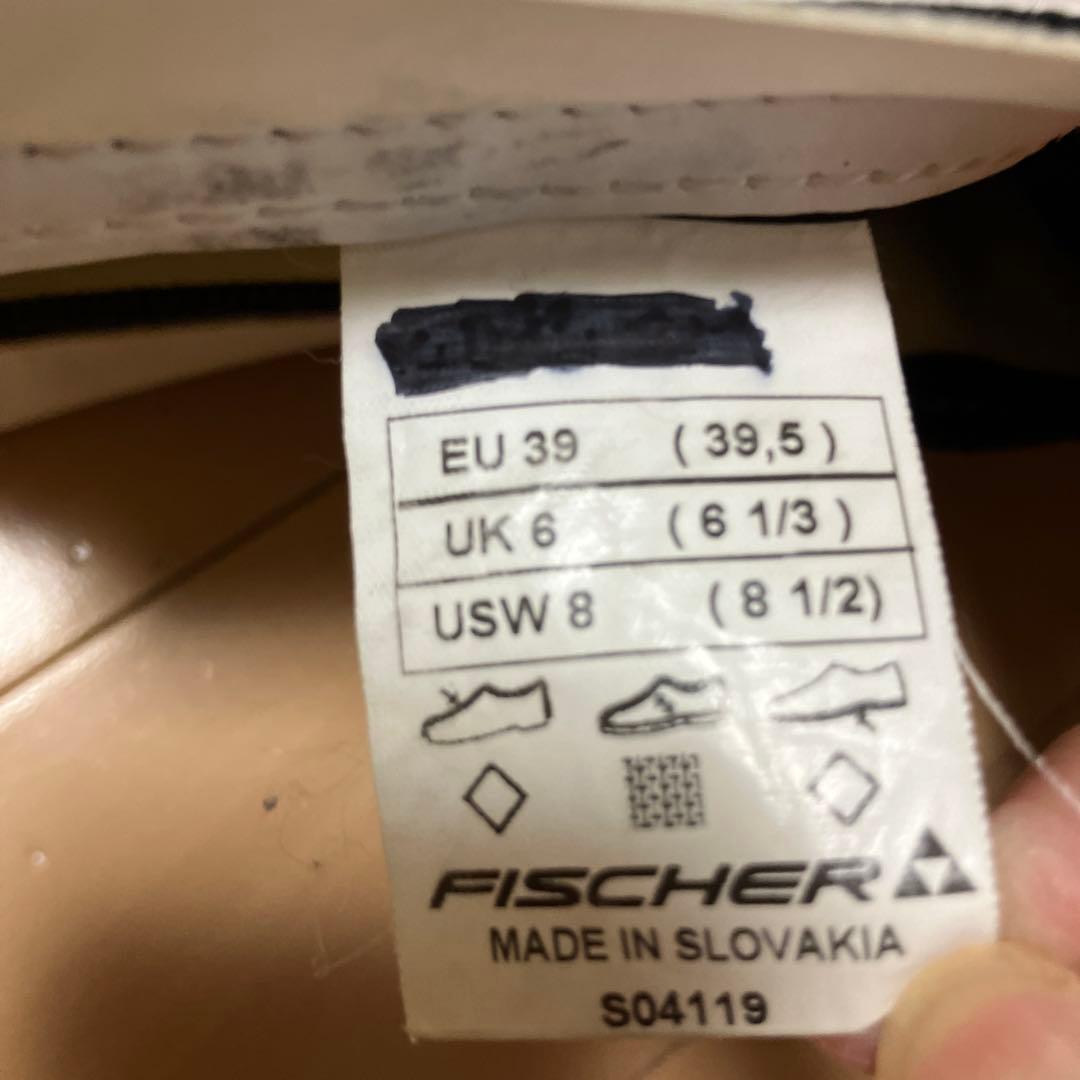 EU 39 ( 39,5 )
UK 6 ( 6 1/3 )
USW 8 ( 8 1/2)
FISCHER
MADE IN SLOVAKIA
S04119